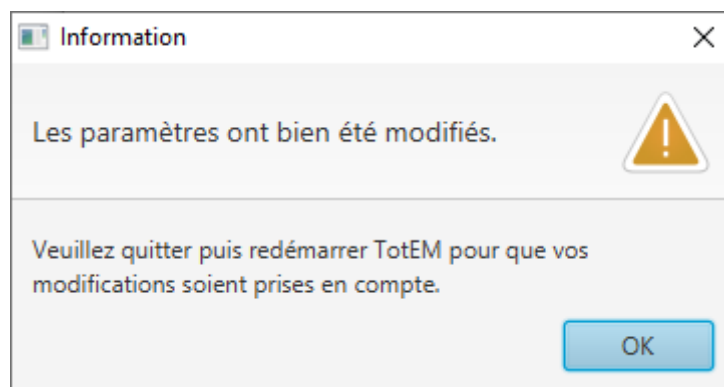 Information
Les paramètres ont bien été modifiés.
Veuillez quitter puis redémarrer TotEM pour que vos
modifications soient prises en compte.
OK